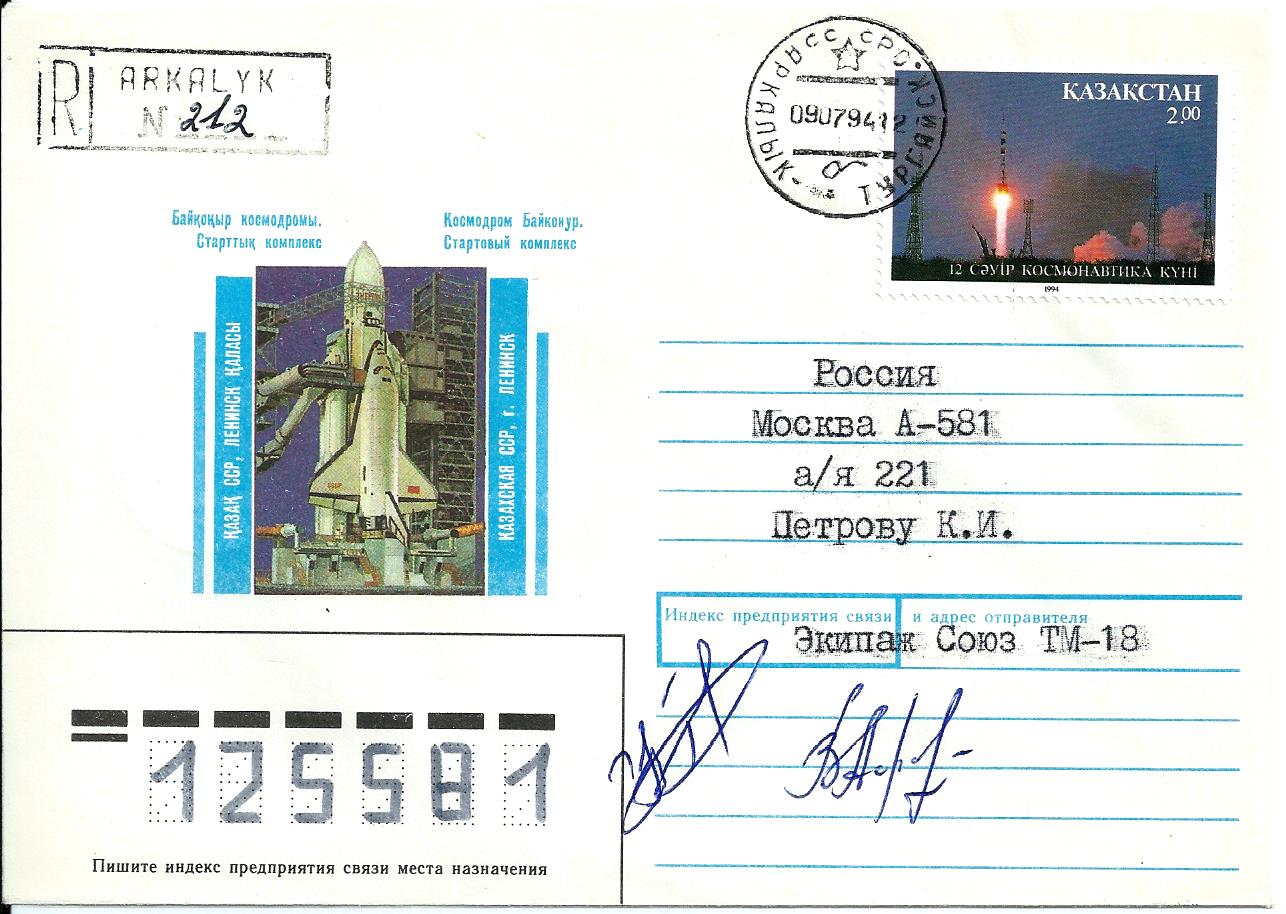 R ARKALYK
N 212
АРКАЛЫК ТУРГАЙСК. ССР
09079412
ҚАЗАҚСТАН
2.00
12 СӘУІР КОСМОНАВТИКА КҮНІ
1994
Байқоңыр космодромы.
Старттық комплекс
Космодром Байконур.
Стартовый комплекс
ҚАЗАҚ ССР, ЛЕНИНСК ҚАЛАСЫ
КАЗАХСКАЯ ССР, г. ЛЕНИНСК
Россия
Москва А-581
а/я 221
Петрову К.И.
Индекс предприятия связи и адрес отправителя
Экипаж Союз ТМ-18
125581
Пишите индекс предприятия связи места назначения